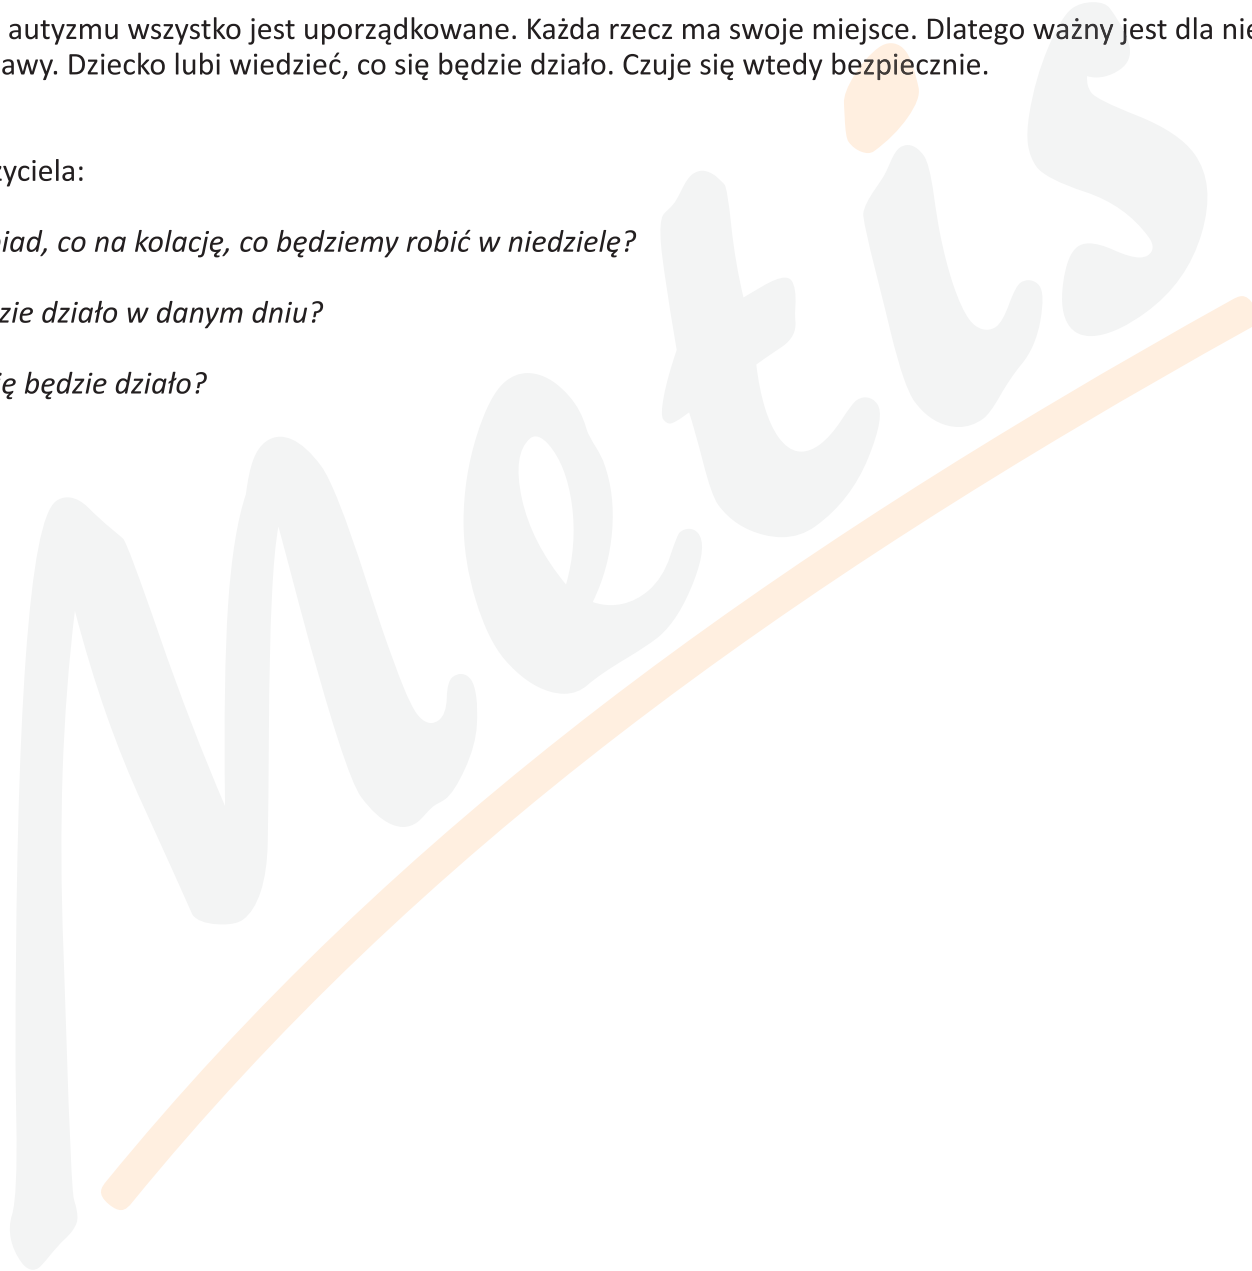 autyzmu wszystko jest uporządkowane. Każda rzecz ma swoje miejsce. Dlatego ważny jest dla nie
awy. Dziecko lubi wiedzieć, co się będzie działo. Czuje się wtedy bezpiecznie.
życiela:
iad, co na kolację, co będziemy robić w niedzielę?
zie działo w danym dniu?
ię będzie działo?
Metis